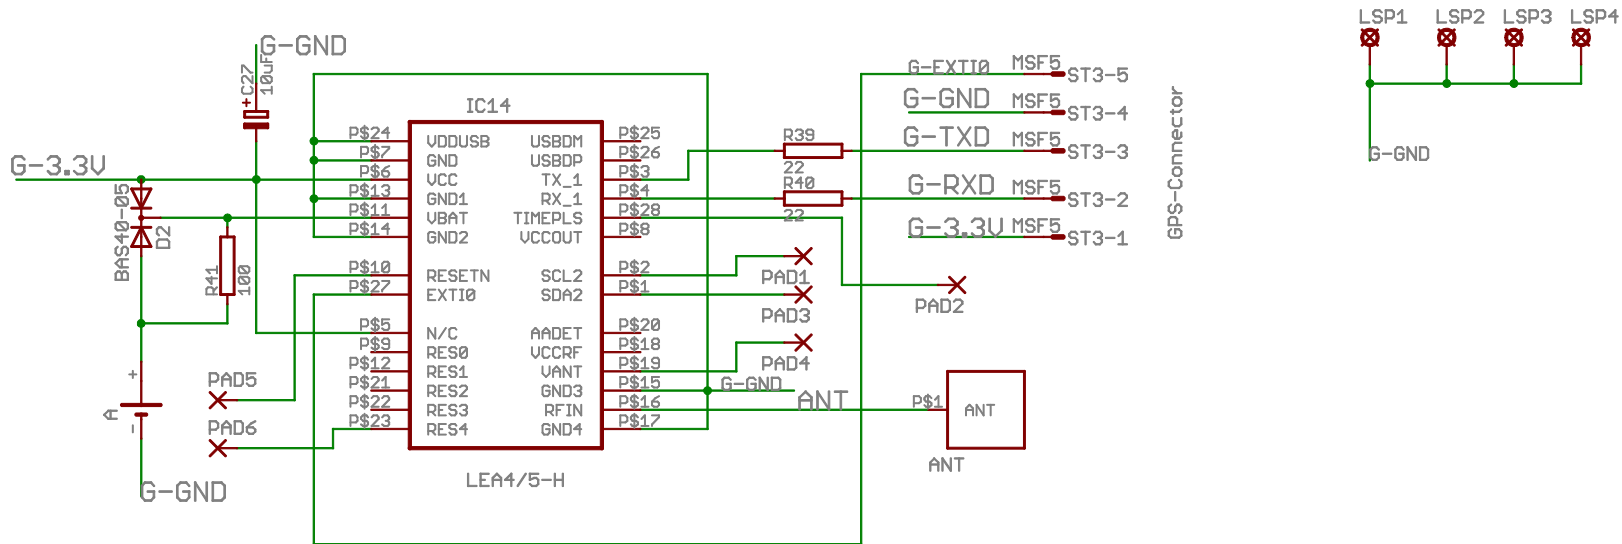 G-GND
C27
10uF
G-3.3V
BAS40-05
D2
R41
100
+
A
-
G-GND
PAD5
PAD6
IC14
P$24 VDDUSB USBDM P$25
P$7 GND USBDP P$26
P$6 VCC TX_1 P$3
P$13 GND1 RX_1 P$4
P$11 VBAT TIMEPLS P$28
P$14 GND2 VCCOUT P$8
P$10 RESETN SCL2 P$2
P$27 EXTI0 SDA2 P$1
P$5 N/C AADET P$20
P$9 RES0 VCCRF P$18
P$12 RES1 VANT P$19
P$21 RES2 GND3 P$15
P$22 RES3 RFIN P$16
P$23 RES4 GND4 P$17
LEA4/5-H
R39
22
R40
22
PAD1
PAD3
PAD4
PAD2
G-GND
ANT
P$1 ANT
ANT
G-EXTI0 MSF5 ST3-5
G-GND MSF5 ST3-4
G-TXD MSF5 ST3-3
G-RXD MSF5 ST3-2
G-3.3V MSF5 ST3-1
GPS-Connector
LSP1 LSP2 LSP3 LSP4
G-GND